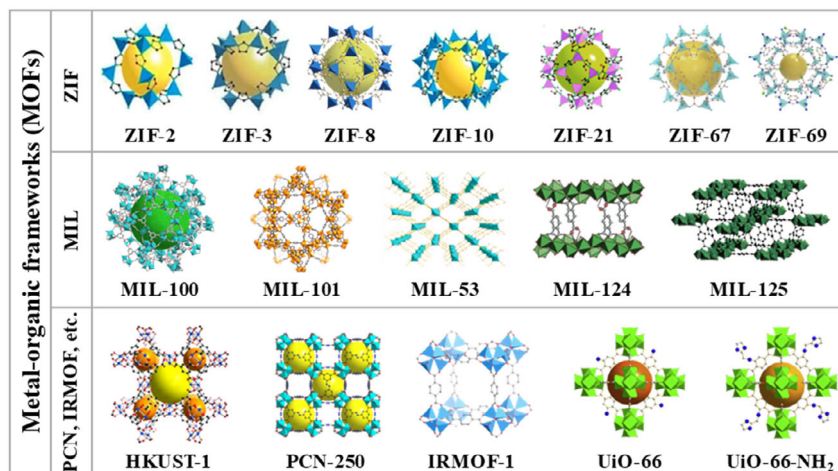 Metal-organic frameworks (MOFs)
ZIF
ZIF-2 ZIF-3 ZIF-8 ZIF-10 ZIF-21 ZIF-67 ZIF-69
MIL
MIL-100 MIL-101 MIL-53 MIL-124 MIL-125
PCN, IRMOF, etc.
HKUST-1 PCN-250 IRMOF-1 UiO-66 UiO-66-NH₂